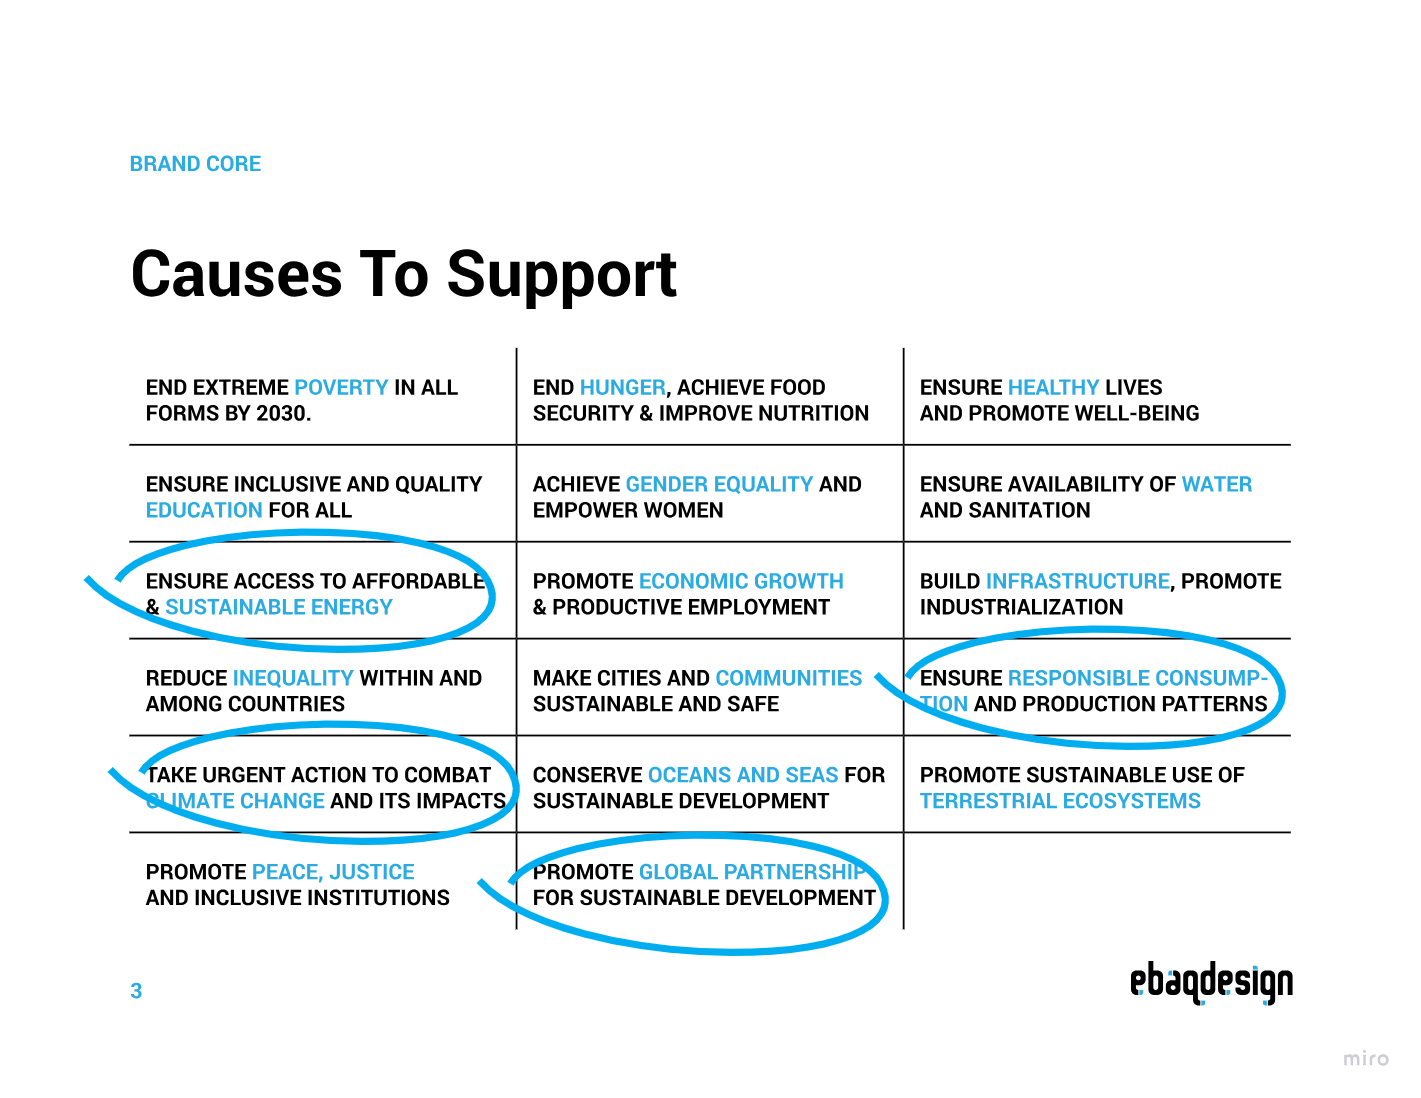 BRAND CORE
Causes To Support
END EXTREME POVERTY IN ALL
FORMS BY 2030.
END HUNGER, ACHIEVE FOOD
SECURITY & IMPROVE NUTRITION
ENSURE HEALTHY LIVES
AND PROMOTE WELL-BEING
ENSURE INCLUSIVE AND QUALITY
EDUCATION FOR ALL
ACHIEVE GENDER EQUALITY AND
EMPOWER WOMEN
ENSURE AVAILABILITY OF WATER
AND SANITATION
ENSURE ACCESS TO AFFORDABLE
& SUSTAINABLE ENERGY
PROMOTE ECONOMIC GROWTH
& PRODUCTIVE EMPLOYMENT
BUILD INFRASTRUCTURE, PROMOTE
INDUSTRIALIZATION
REDUCE INEQUALITY WITHIN AND
AMONG COUNTRIES
MAKE CITIES AND COMMUNITIES
SUSTAINABLE AND SAFE
ENSURE RESPONSIBLE CONSUMP-
TION AND PRODUCTION PATTERNS
TAKE URGENT ACTION TO COMBAT
CLIMATE CHANGE AND ITS IMPACTS
CONSERVE OCEANS AND SEAS FOR
SUSTAINABLE DEVELOPMENT
PROMOTE SUSTAINABLE USE OF
TERRESTRIAL ECOSYSTEMS
PROMOTE PEACE, JUSTICE
AND INCLUSIVE INSTITUTIONS
PROMOTE GLOBAL PARTNERSHIP
FOR SUSTAINABLE DEVELOPMENT
3
ebaqdesign
miro